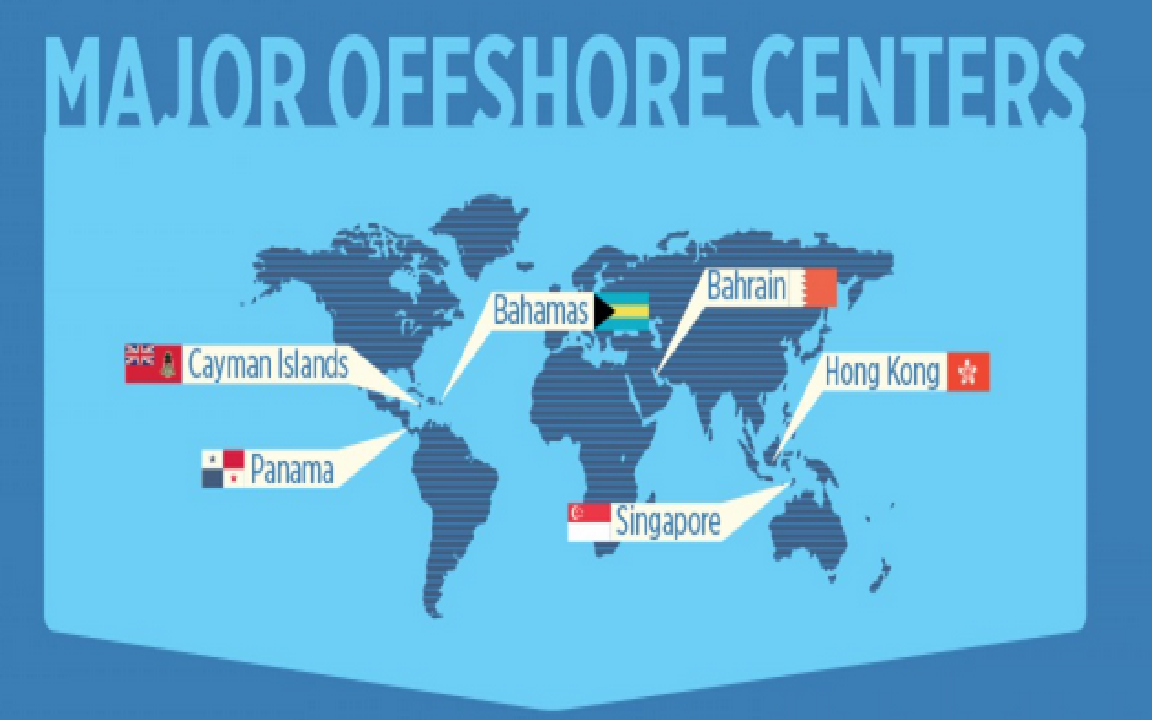 MAJOR OFFSHORE CENTERS
Bahrain
Bahamas
Cayman Islands
Hong Kong
Panama
Singapore